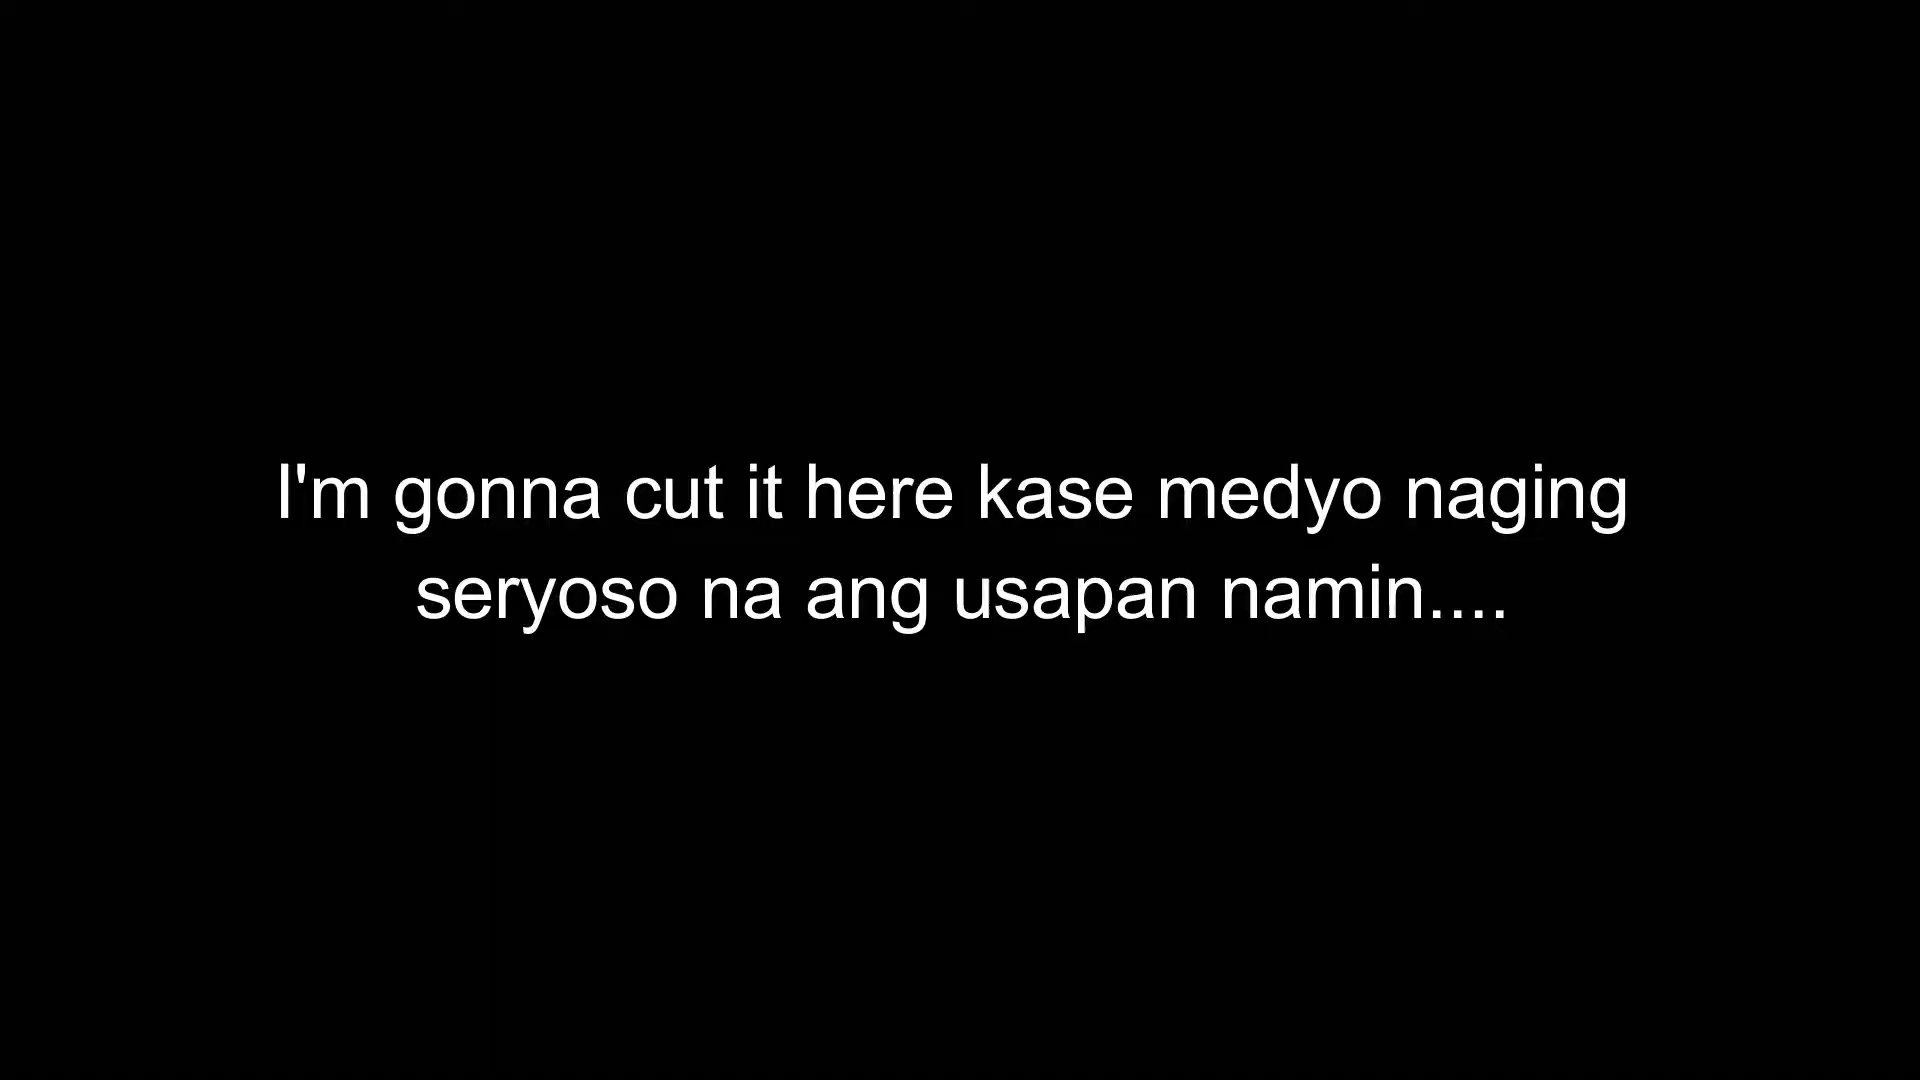 I'm gonna cut it here kase medyo naging
seryoso na ang usapan namin....